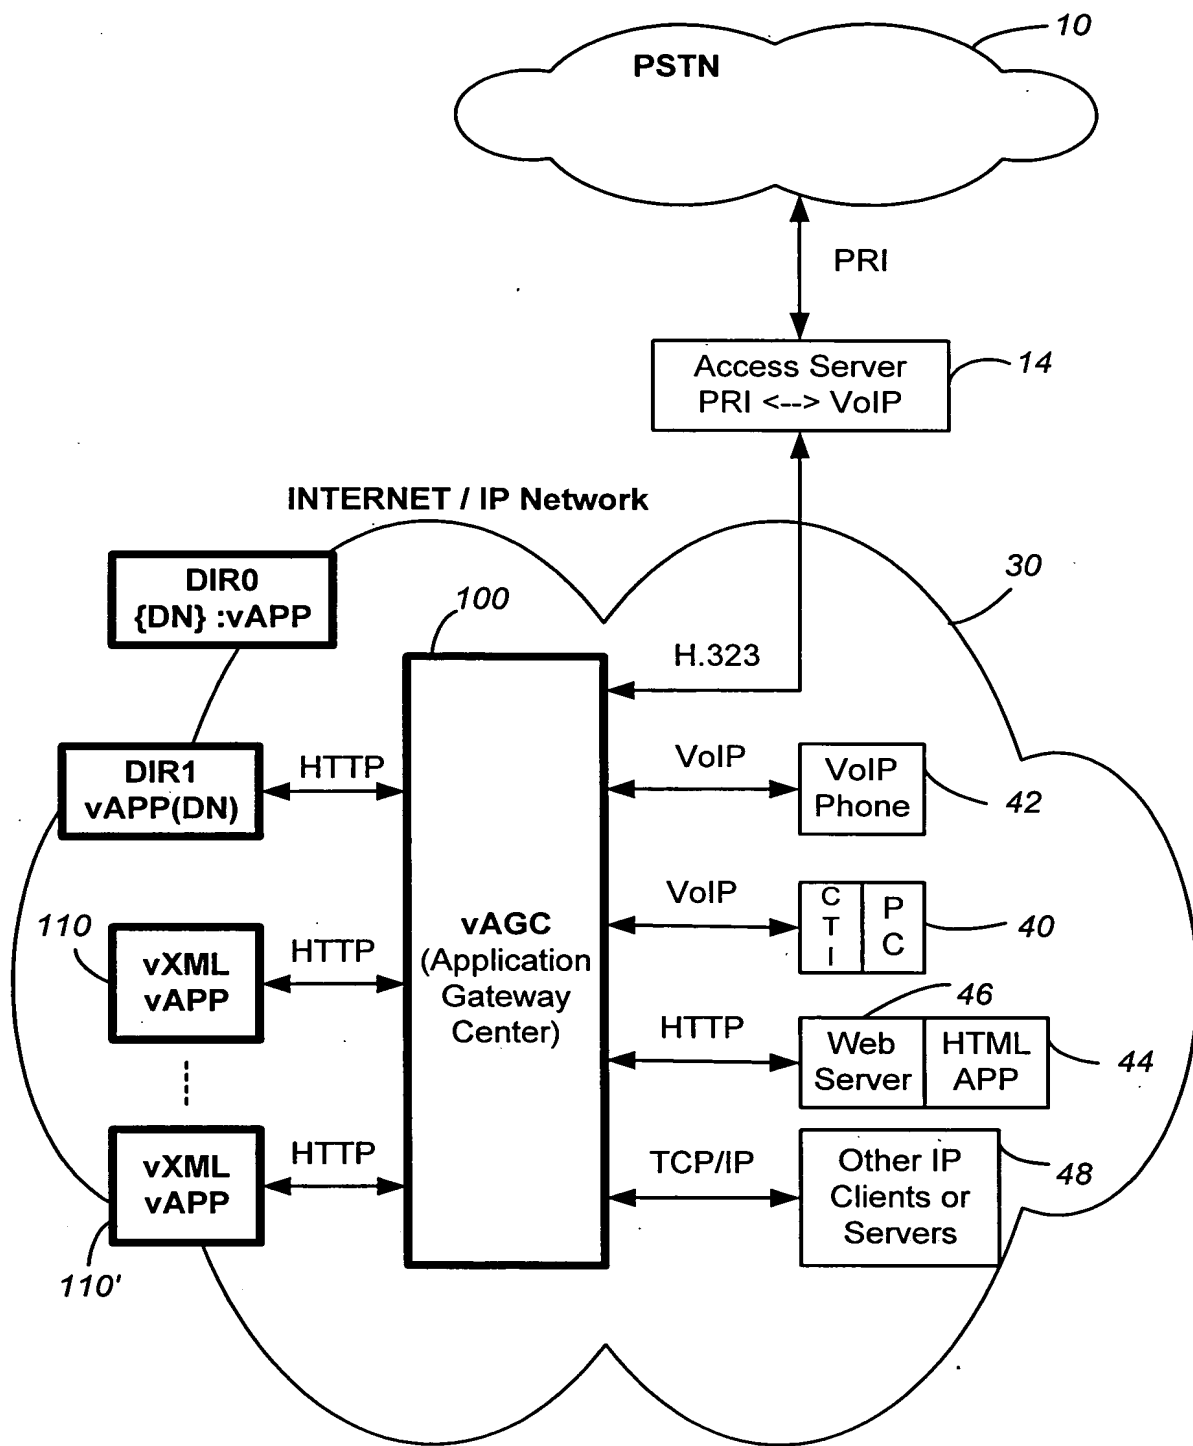 10
PSTN
PRI
Access Server
PRI <--> VoIP
14
INTERNET / IP Network
DIR0
{DN} :vAPP
100
30
H.323
DIR1
vAPP(DN)
HTTP
VoIP
VoIP
Phone
42
110
vXML
vAPP
HTTP
vAGC
(Application
Gateway
Center)
VoIP
CTI
PC
40
46
HTTP
Web
Server
HTML
APP
44
vXML
vAPP
HTTP
110'
TCP/IP
Other IP
Clients or
Servers
48